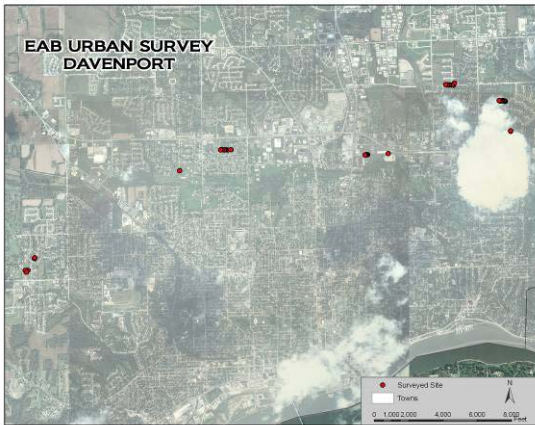 EAB URBAN SURVEY
DAVENPORT
Surveyed Site
Towns
N
0 1,000 2,000 4,000 6,000 8,000
Feet